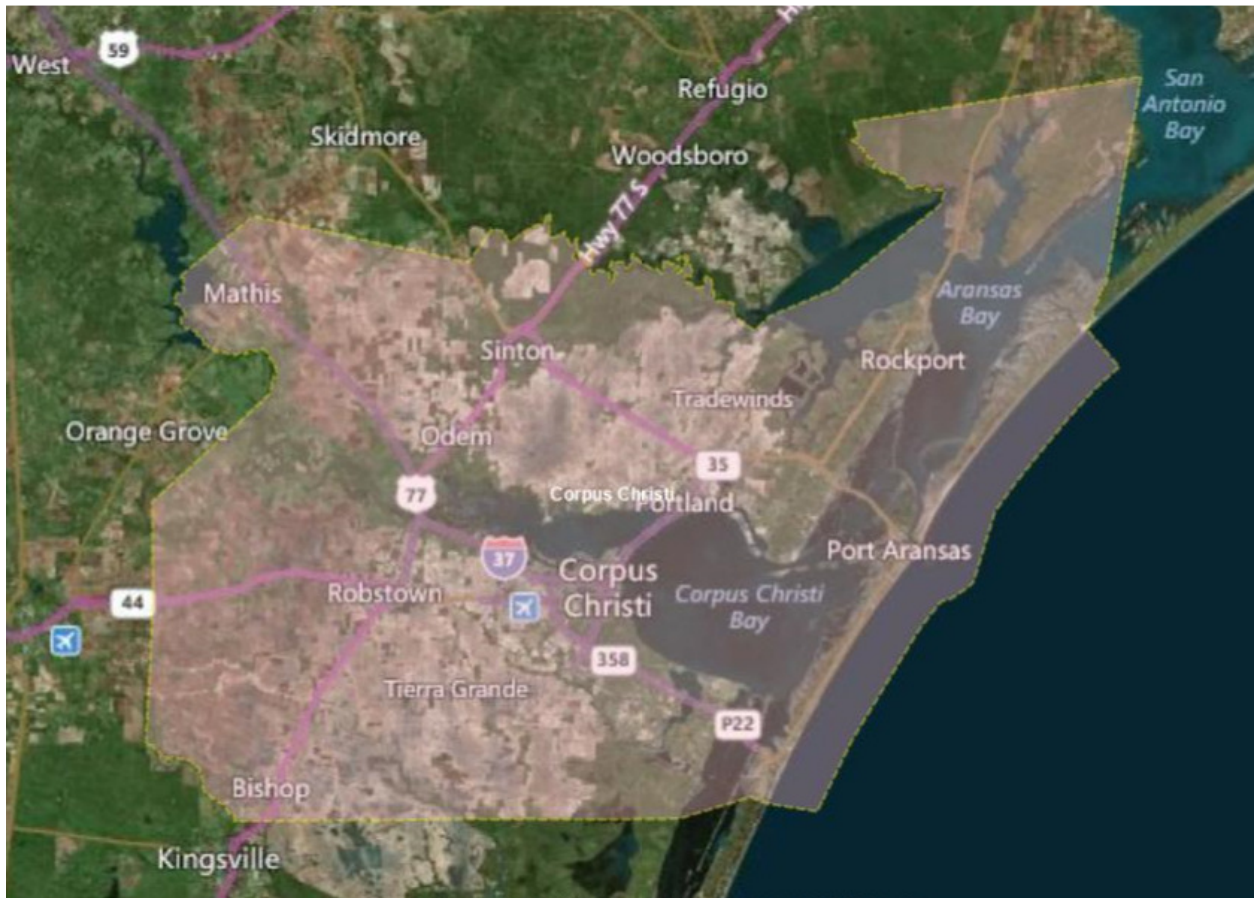 59
West
San
Antonio
Bay
Refugio
Skidmore
Woodsboro
Hwy 77 S
Mathis
Aransas
Bay
Sinton
Rockport
Tradewinds
Orange Grove
Odem
35
77
Corpus Christi
Portland
Port Aransas
37
Corpus
Christi
Robstown
Corpus Christi
Bay
44
358
Tierra Grande
P22
Bishop
Kingsville